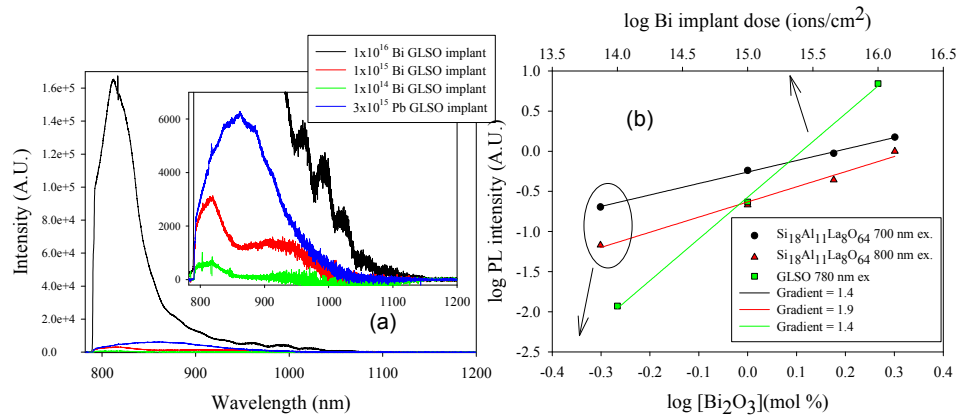 1x10^16 Bi GLSO implant
1x10^15 Bi GLSO implant
1x10^14 Bi GLSO implant
3x10^15 Pb GLSO implant
Intensity (A.U.)
1.6e+5
1.4e+5
1.2e+5
1.0e+5
8.0e+4
6.0e+4
4.0e+4
2.0e+4
0.0
800 900 1000 1100 1200
Wavelength (nm)
6000
4000
2000
0
800 900 1000 1100 1200
(a)
log Bi implant dose (ions/cm2)
13.5 14.0 14.5 15.0 15.5 16.0 16.5
log PL intensity (A.U.)
1.0
0.5
0.0
-0.5
-1.0
-1.5
-2.0
-2.5
(b)
Si18Al11La8O64 700 nm ex.
Si18Al11La8O64 800 nm ex.
GLSO 780 nm ex
Gradient = 1.4
Gradient = 1.9
Gradient = 1.4
-0.4 -0.3 -0.2 -0.1 0.0 0.1 0.2 0.3 0.4
log [Bi2O3](mol %)